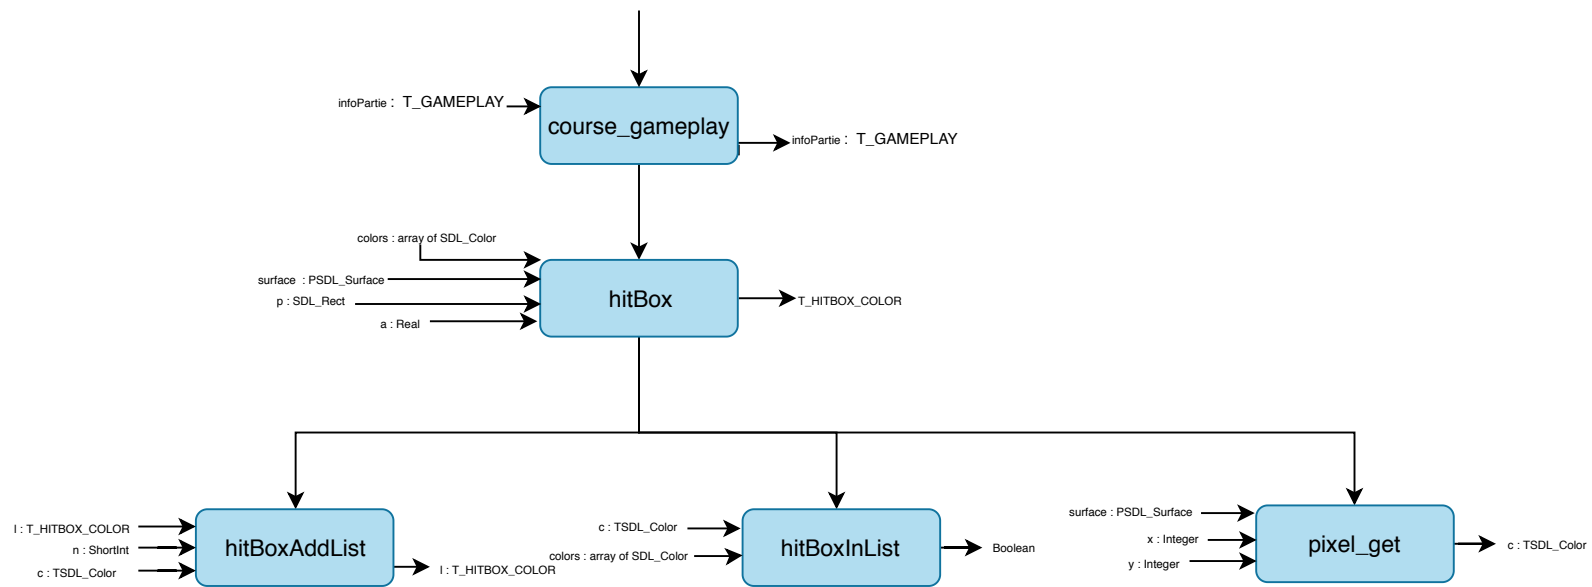 infoPartie : T_GAMEPLAY
course_gameplay
infoPartie : T_GAMEPLAY
colors : array of SDL_Color
surface : PSDL_Surface
p : SDL_Rect
a : Real
hitBox
T_HITBOX_COLOR
l : T_HITBOX_COLOR
n : ShortInt
c : TSDL_Color
hitBoxAddList
l : T_HITBOX_COLOR
c : TSDL_Color
colors : array of SDL_Color
hitBoxInList
Boolean
surface : PSDL_Surface
x : Integer
y : Integer
pixel_get
c : TSDL_Color